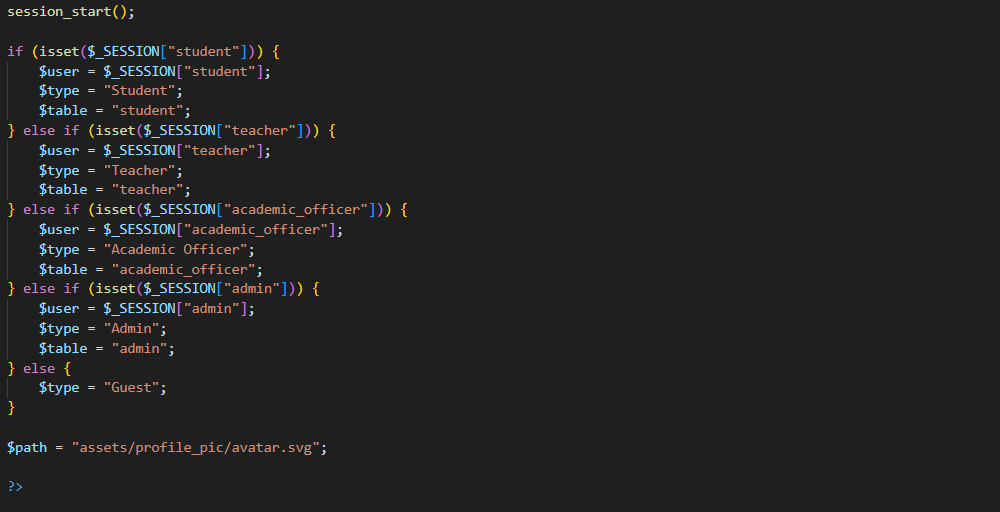 session_start();
if (isset($_SESSION["student"])) {
$user = $_SESSION["student"];
$type = "Student";
$table = "student";
} else if (isset($_SESSION["teacher"])) {
$user = $_SESSION["teacher"];
$type = "Teacher";
$table = "teacher";
} else if (isset($_SESSION["academic_officer"])) {
$user = $_SESSION["academic_officer"];
$type = "Academic Officer";
$table = "academic_officer";
} else if (isset($_SESSION["admin"])) {
$user = $_SESSION["admin"];
$type = "Admin";
$table = "admin";
} else {
$type = "Guest";
}
$path = "assets/profile_pic/avatar.svg";
?>